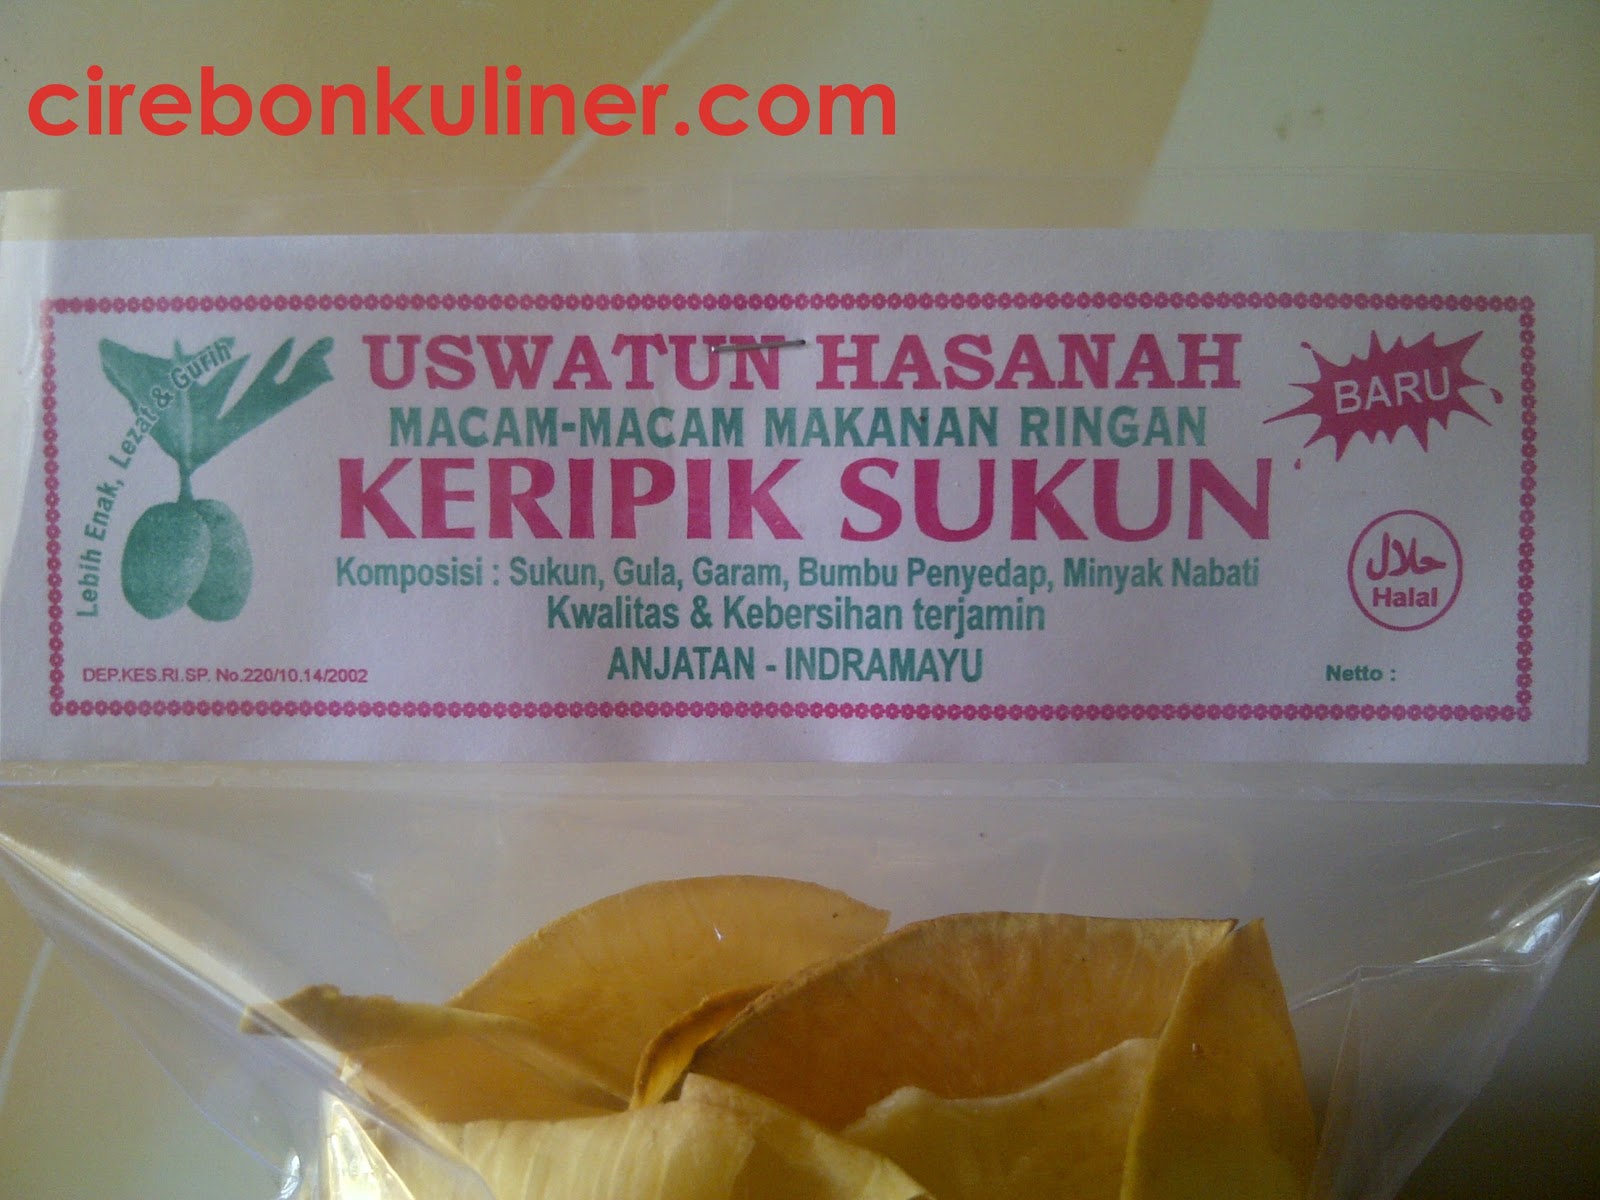 cirebonkuliner.com
Lebih Enak, Lezat & Gurih
USWATUN HASANAH
BARU
MACAM-MACAM MAKANAN RINGAN
KERIPIK SUKUN
Komposisi : Sukun, Gula, Garam, Bumbu Penyedap, Minyak Nabati
حلال
Halal
Kwalitas & Kebersihan terjamin
ANJATAN - INDRAMAYU
DEP.KES.RI.SP. No.220/10.14/2002
Netto :